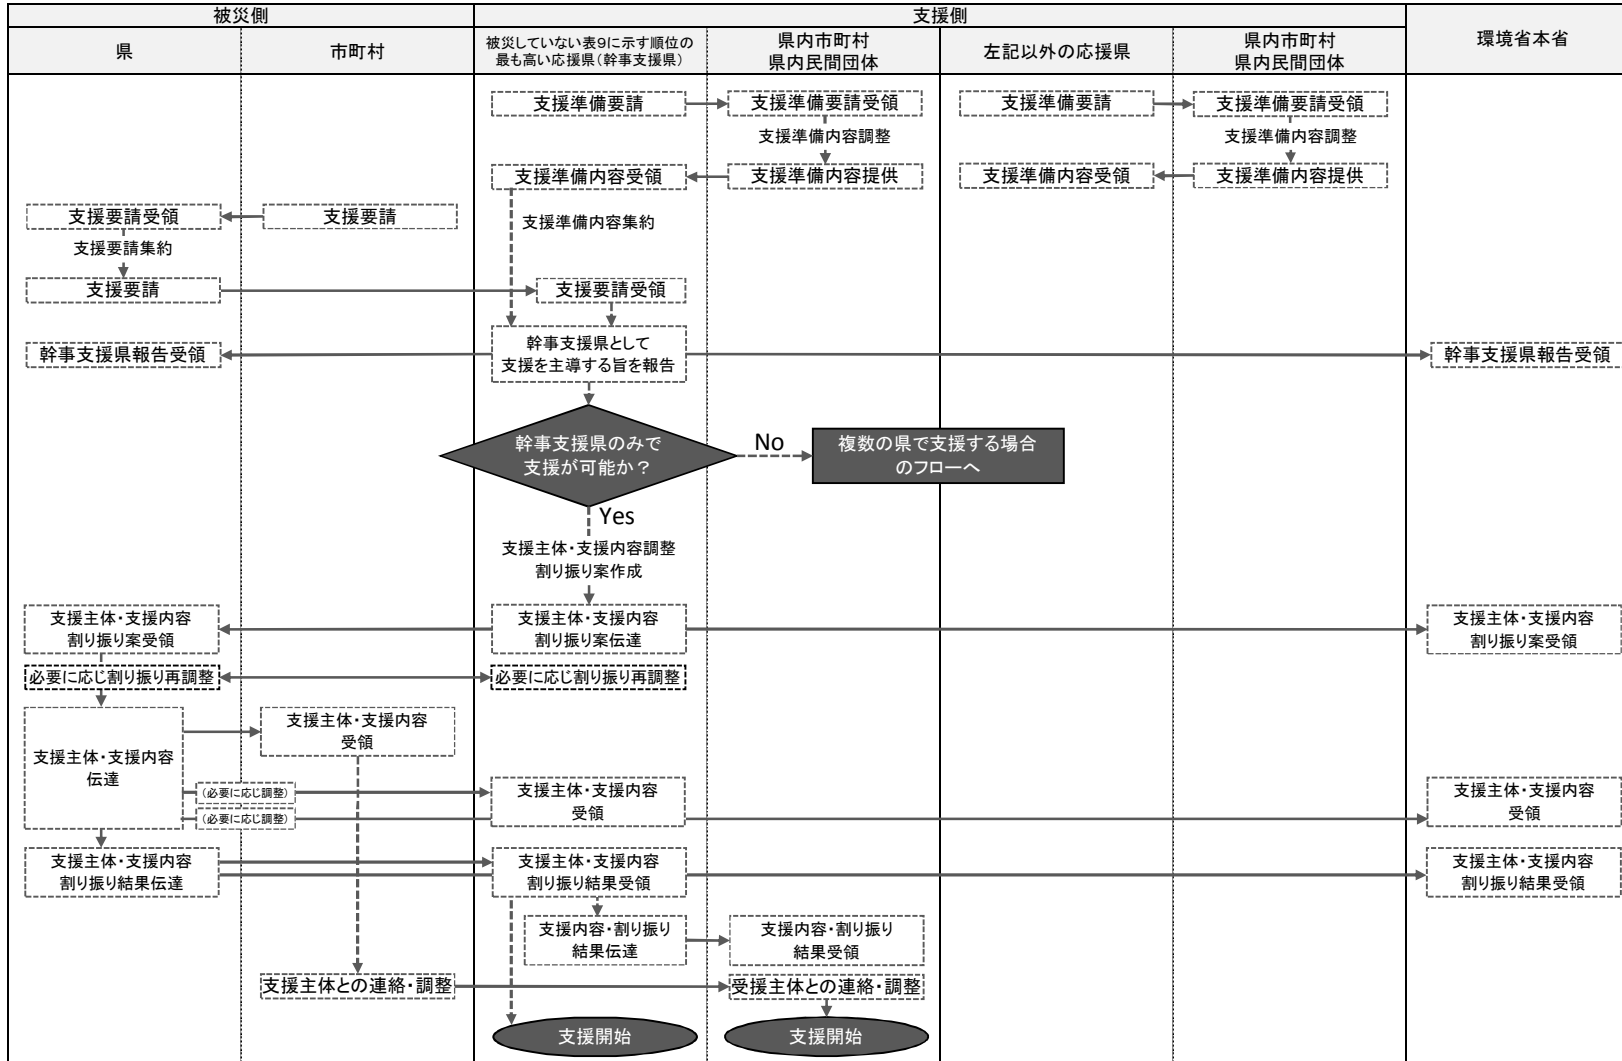 被災側
支援側
環境省本省
県
市町村
被災していない表９に示す順位の
最も高い応援県（幹事支援県）
県内市町村
県内民間団体
左記以外の応援県
県内市町村
県内民間団体
支援準備要請
支援準備要請受領
支援準備要請
支援準備要請受領
支援準備内容調整
支援準備内容調整
支援準備内容受領
支援準備内容提供
支援準備内容受領
支援準備内容提供
支援要請受領
支援要請
支援準備内容集約
支援要請集約
支援要請
支援要請受領
幹事支援県報告受領
幹事支援県として
支援を主導する旨を報告
幹事支援県報告受領
幹事支援県のみで
支援が可能か？
No
複数の県で支援する場合
のフローへ
Yes
支援主体・支援内容調整
割り振り案作成
支援主体・支援内容
割り振り案受領
支援主体・支援内容
割り振り案伝達
支援主体・支援内容
割り振り案受領
必要に応じ割り振り再調整
必要に応じ割り振り再調整
支援主体・支援内容
伝達
支援主体・支援内容
受領
（必要に応じ調整）
（必要に応じ調整）
支援主体・支援内容
受領
支援主体・支援内容
受領
支援主体・支援内容
割り振り結果伝達
支援主体・支援内容
割り振り結果受領
支援主体・支援内容
割り振り結果受領
支援内容・割り振り
結果伝達
支援内容・割り振り
結果受領
支援主体との連絡・調整
受援主体との連絡・調整
支援開始
支援開始